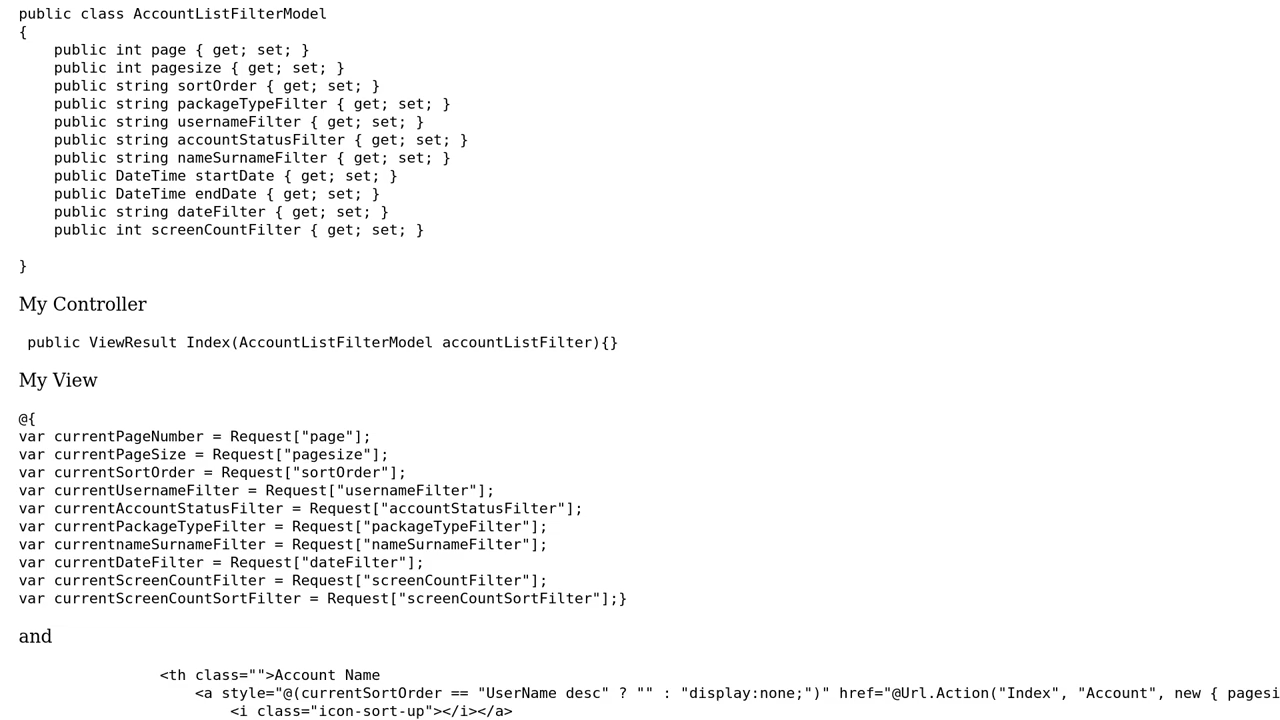 public class AccountListFilterModel
{
    public int page { get; set; }
    public int pagesize { get; set; }
    public string sortOrder { get; set; }
    public string packageTypeFilter { get; set; }
    public string usernameFilter { get; set; }
    public string accountStatusFilter { get; set; }
    public string nameSurnameFilter { get; set; }
    public DateTime startDate { get; set; }
    public DateTime endDate { get; set; }
    public string dateFilter { get; set; }
    public int screenCountFilter { get; set; }
}
My Controller
 public ViewResult Index(AccountListFilterModel accountListFilter){}
My View
@{
var currentPageNumber = Request["page"];
var currentPageSize = Request["pagesize"];
var currentSortOrder = Request["sortOrder"];
var currentUsernameFilter = Request["usernameFilter"];
var currentAccountStatusFilter = Request["accountStatusFilter"];
var currentPackageTypeFilter = Request["packageTypeFilter"];
var currentnameSurnameFilter = Request["nameSurnameFilter"];
var currentDateFilter = Request["dateFilter"];
var currentScreenCountFilter = Request["screenCountFilter"];
var currentScreenCountSortFilter = Request["screenCountSortFilter"];}
and
                <th class="">Account Name
                    <a style="@(currentSortOrder == "UserName desc" ? "" : "display:none;")" href="@Url.Action("Index", "Account", new { pagesi
                        <i class="icon-sort-up"></i></a>